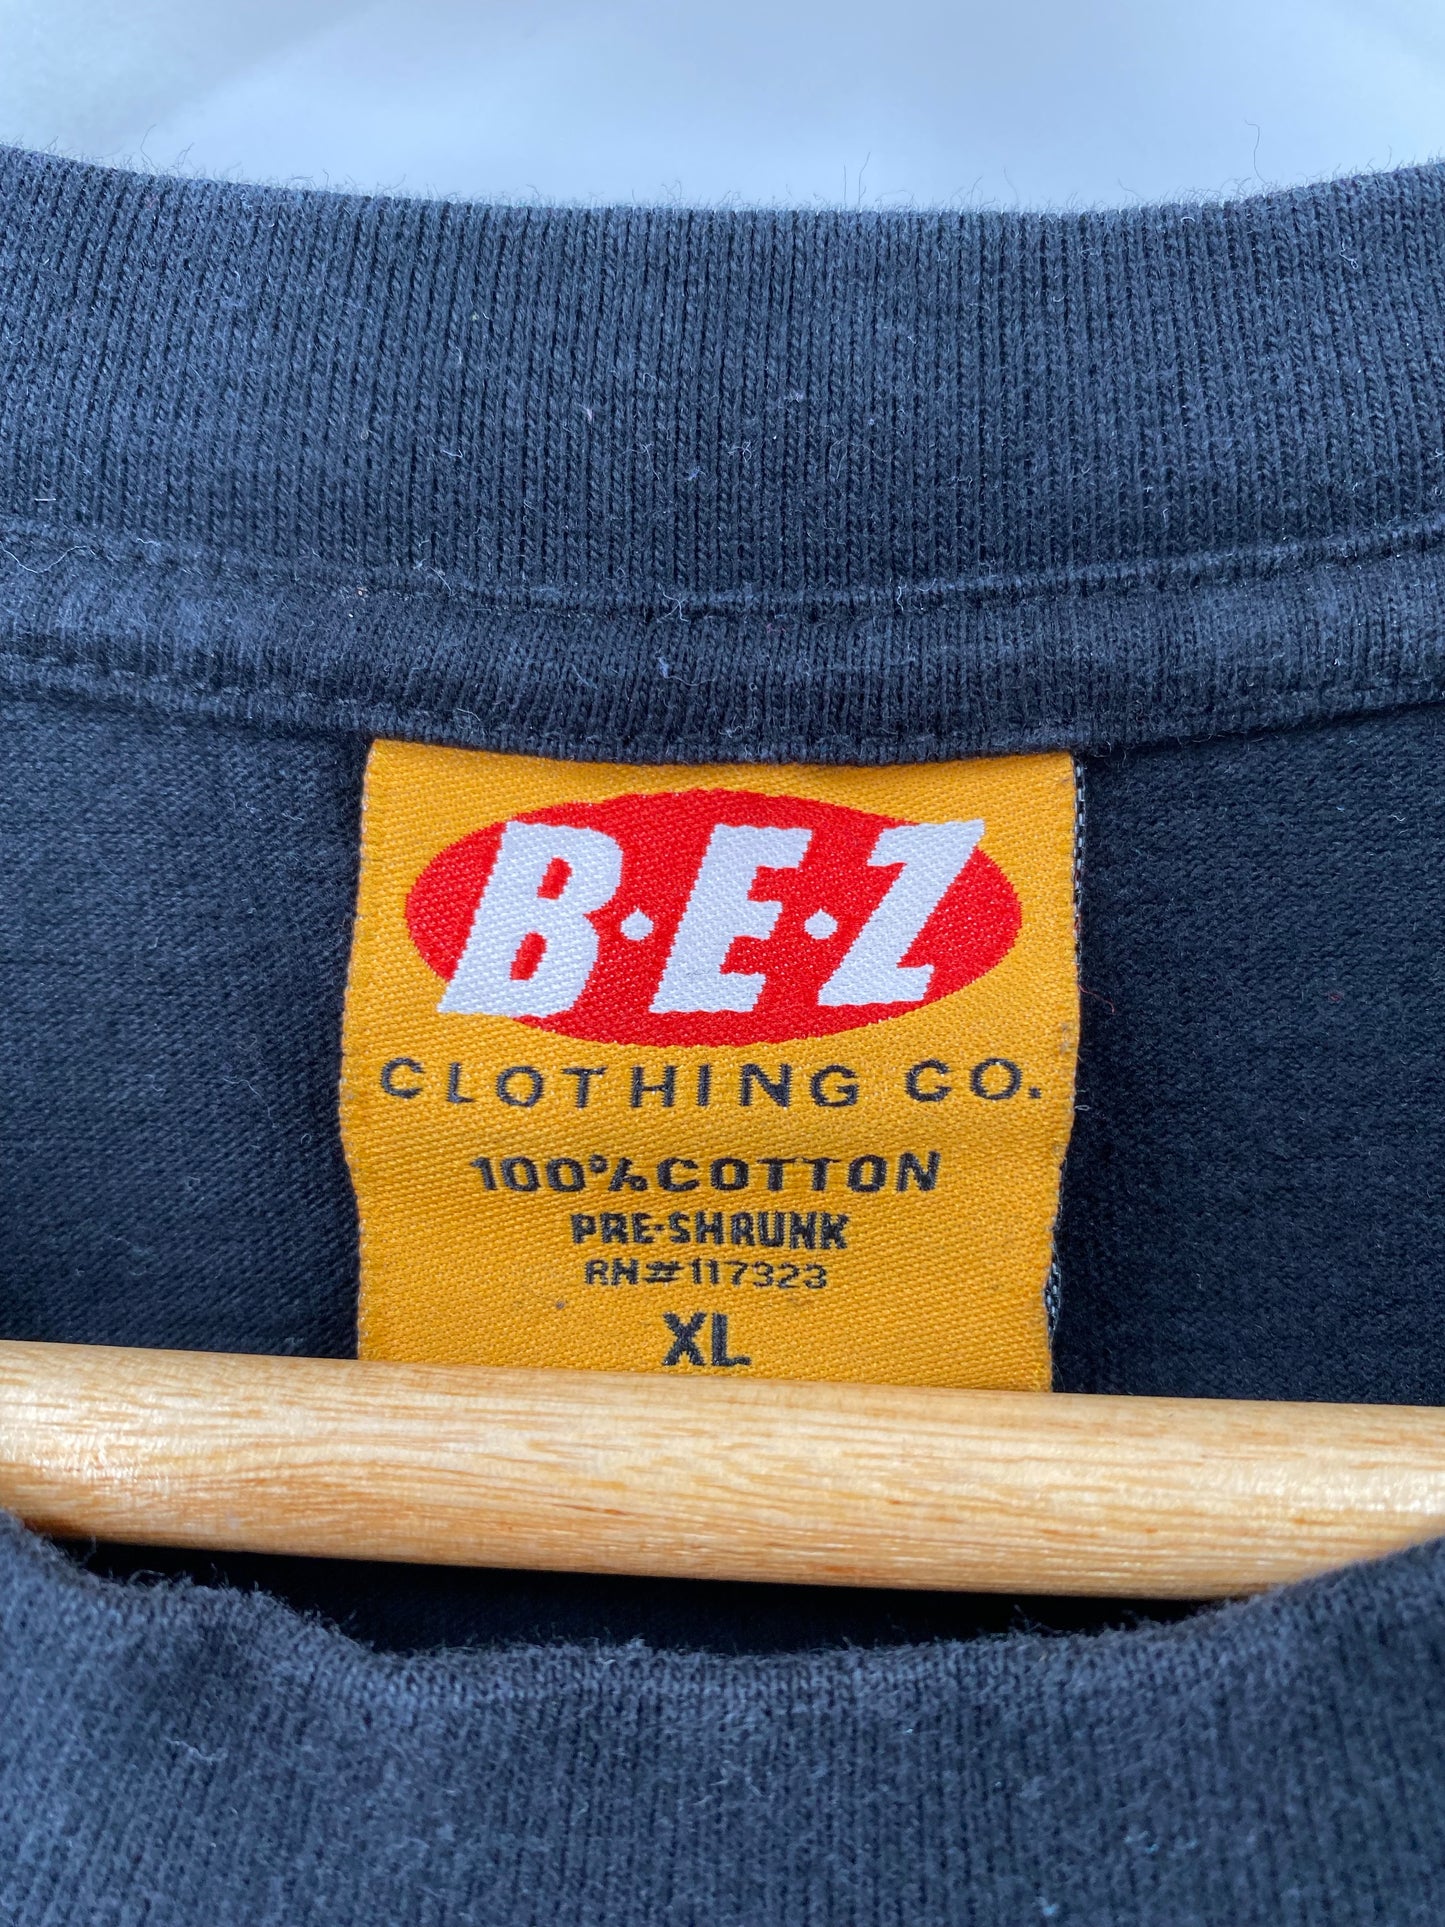 B·E·Z
CLOTHING CO.
100% COTTON
PRE-SHRUNK
RN#117323
XL